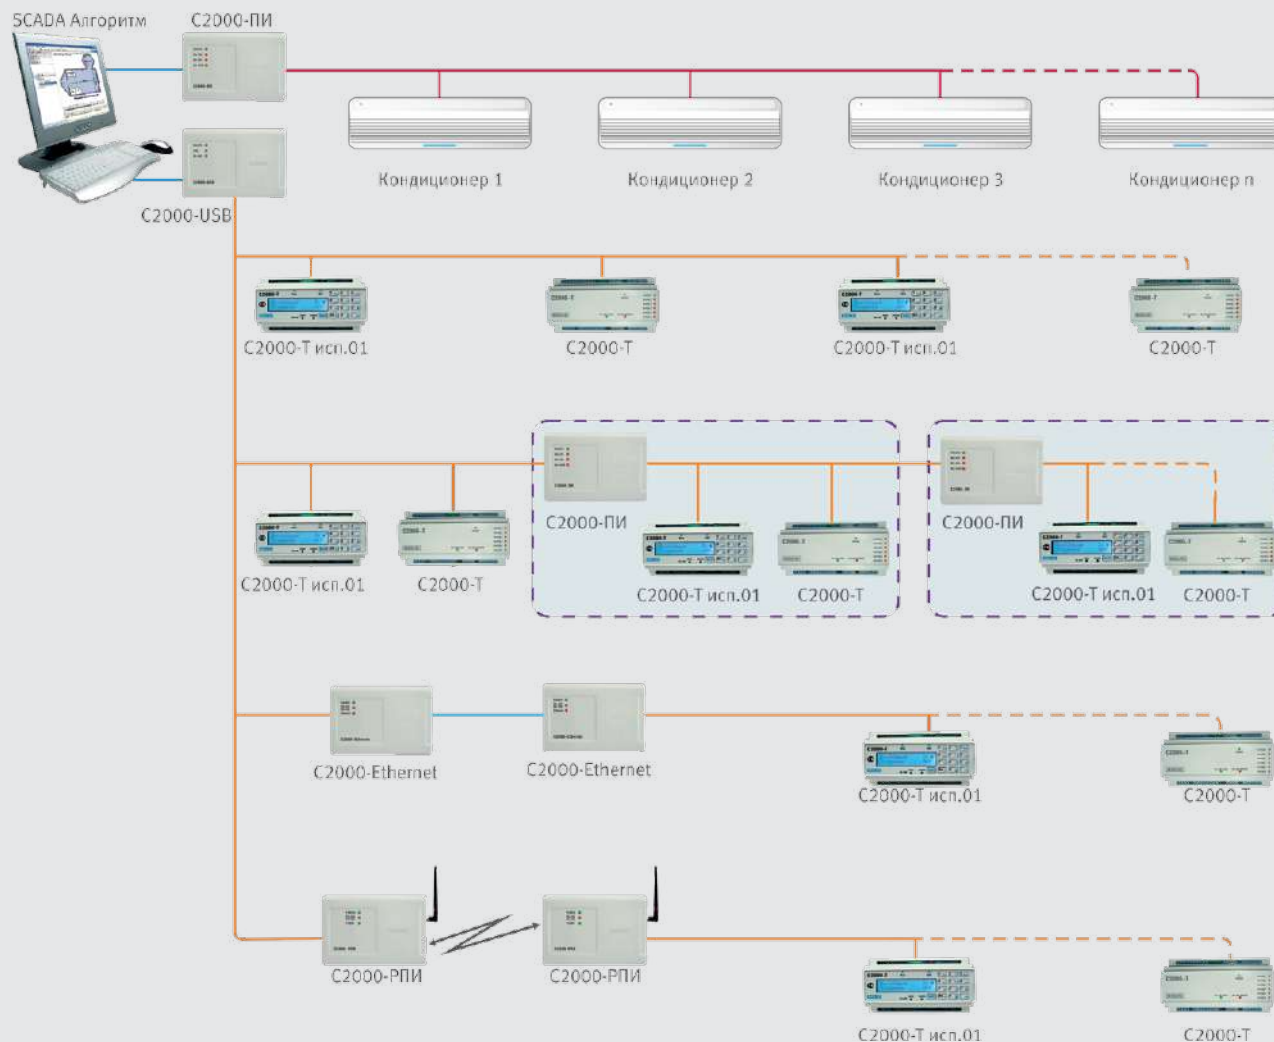 SCADA Алгоритм
С2000-ПИ
Кондиционер 1
Кондиционер 2
Кондиционер 3
Кондиционер n
С2000-USB
С2000-Т исп.01
С2000-Т
С2000-Т исп.01
С2000-Т
С2000-ПИ
С2000-ПИ
С2000-Т исп.01
С2000-Т
С2000-Т исп.01
С2000-Т
С2000-Т исп.01
С2000-Т
С2000-Ethernet
С2000-Ethernet
С2000-Т исп.01
С2000-Т
С2000-РПИ
С2000-РПИ
С2000-Т исп.01
С2000-Т